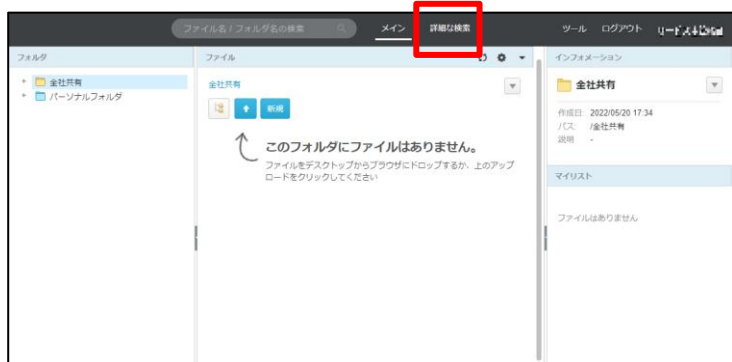 ファイル名 / フォルダ名の検索
メイン
詳細な検索
ツール
ログアウト
フォルダ
全社共有
パーソナルフォルダ
ファイル
全社共有
新規
このフォルダにファイルはありません。
ファイルをデスクトップからブラウザにドロップするか、上のアップ
ロードをクリックしてください
インフォメーション
全社共有
作成日: 2022/05/20 17:34
パス: /全社共有
説明 -
マイリスト
ファイルはありません